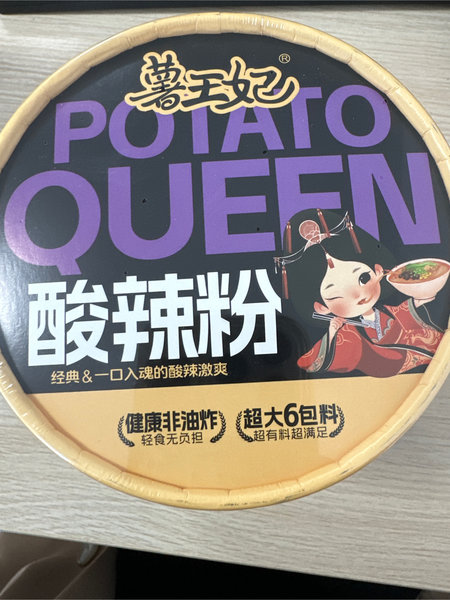 薯王妃®
POTATO
QUEEN
酸辣粉
经典&一口入魂的酸辣激爽
健康非油炸
轻食无负担
超大6包料
超有料超满足